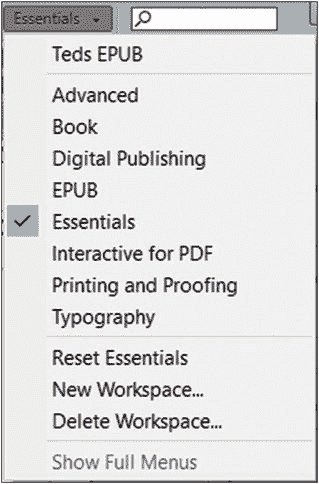 Essentials
Teds EPUB
Advanced
Book
Digital Publishing
EPUB
Essentials
Interactive for PDF
Printing and Proofing
Typography
Reset Essentials
New Workspace...
Delete Workspace...
Show Full Menus